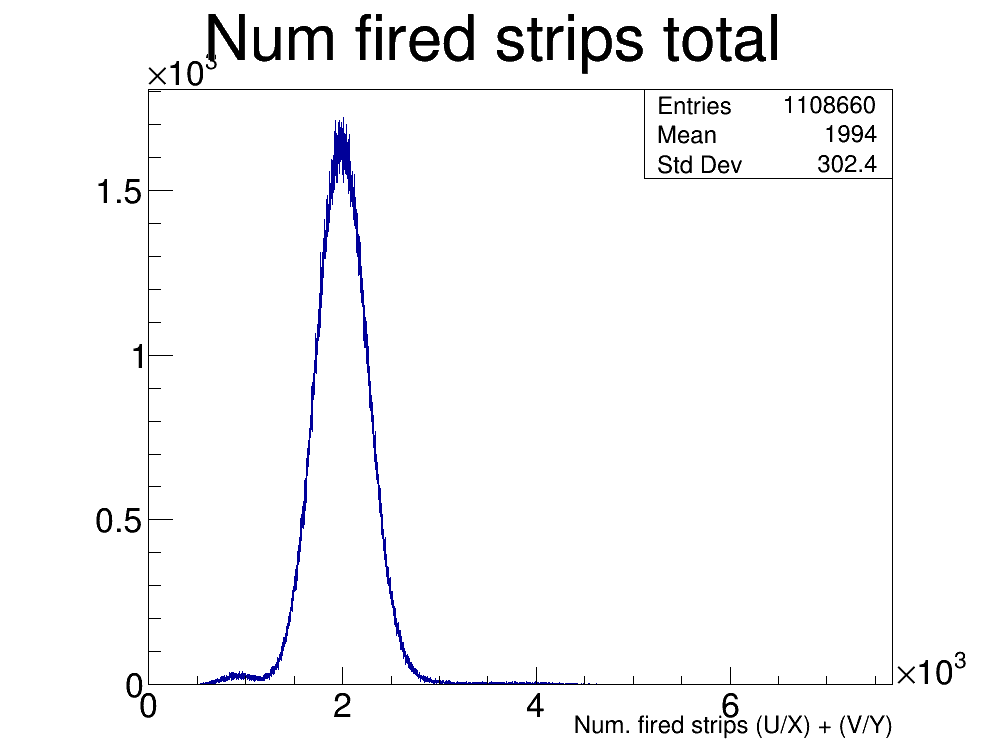 Num fired strips total
×10³
Entries 1108660
Mean 1994
Std Dev 302.4
1.5
1
0.5
0
0 2 4 6
×10³
Num. fired strips (U/X) + (V/Y)